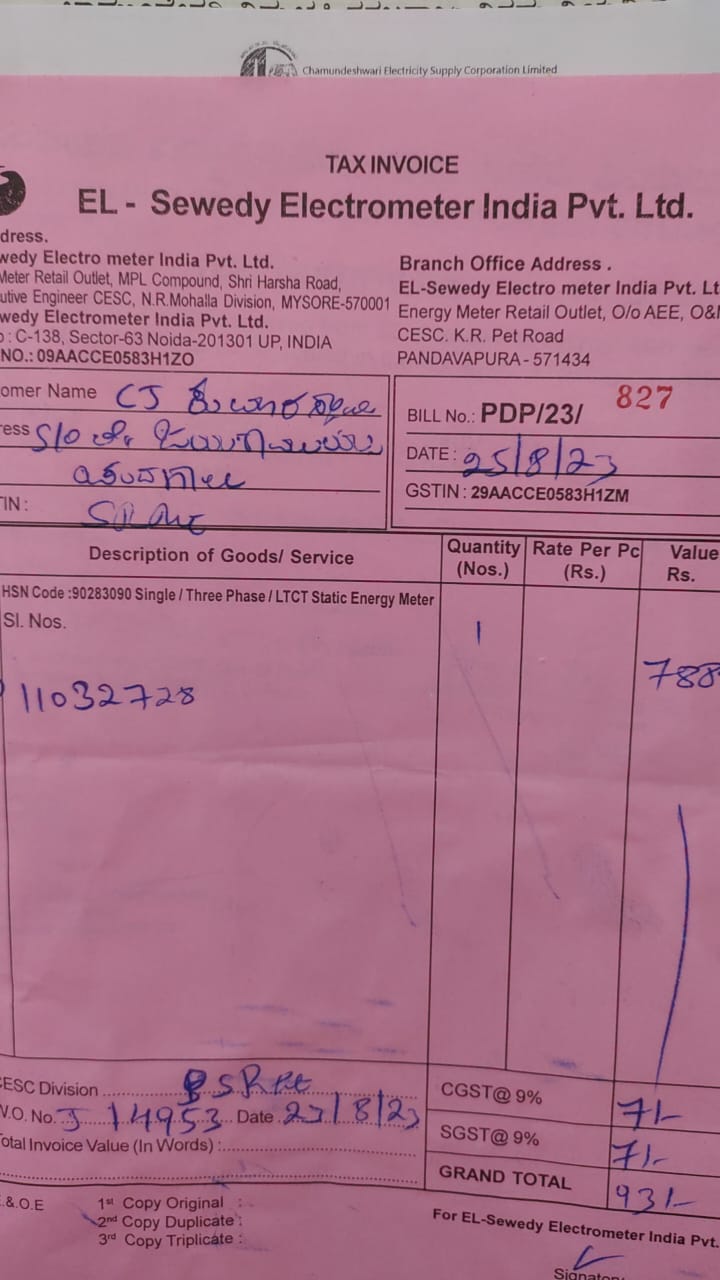 Chamundeshwari Electricity Supply Corporation Limited
TAX INVOICE
EL - Sewedy Electrometer India Pvt. Ltd.
dress.
wedy Electro meter India Pvt. Ltd.
Meter Retail Outlet, MPL Compound, Shri Harsha Road,
utive Engineer CESC, N.R.Mohalla Division, MYSORE-570001
wedy Electrometer India Pvt. Ltd.
: C-138, Sector-63 Noida-201301 UP, INDIA
NO.: 09AACCE0583H1ZO
Branch Office Address .
EL-Sewedy Electro meter India Pvt. Lt
Energy Meter Retail Outlet, O/o AEE, O&
CESC. K.R. Pet Road
PANDAVAPURA - 571434
omer Name CJ
ress S/o
IN :
BILL No.: PDP/23/ 827
DATE : 25/8/23
GSTIN : 29AACCE0583H1ZM
Description of Goods/ Service Quantity (Nos.) Rate Per Pc (Rs.) Value Rs.
HSN Code :90283090 Single / Three Phase / LTCT Static Energy Meter
Sl. Nos. 1
11032728 788
CESC Division
W.O. No. J 14953 Date 23/8/23
otal Invoice Value (In Words) :
CGST@ 9% 71/-
SGST@ 9% 71/-
GRAND TOTAL 931/-
.&.O.E
1st Copy Original :
2nd Copy Duplicate :
3rd Copy Triplicate :
For EL-Sewedy Electrometer India Pvt.
Signator